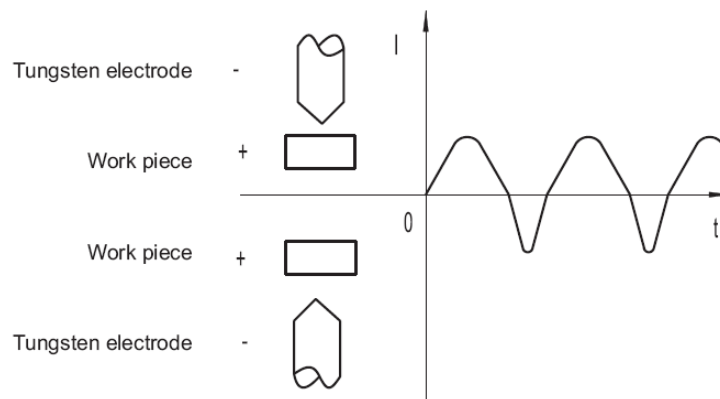 Tungsten electrode -
I
Work piece +
0
t
Work piece +
Tungsten electrode -